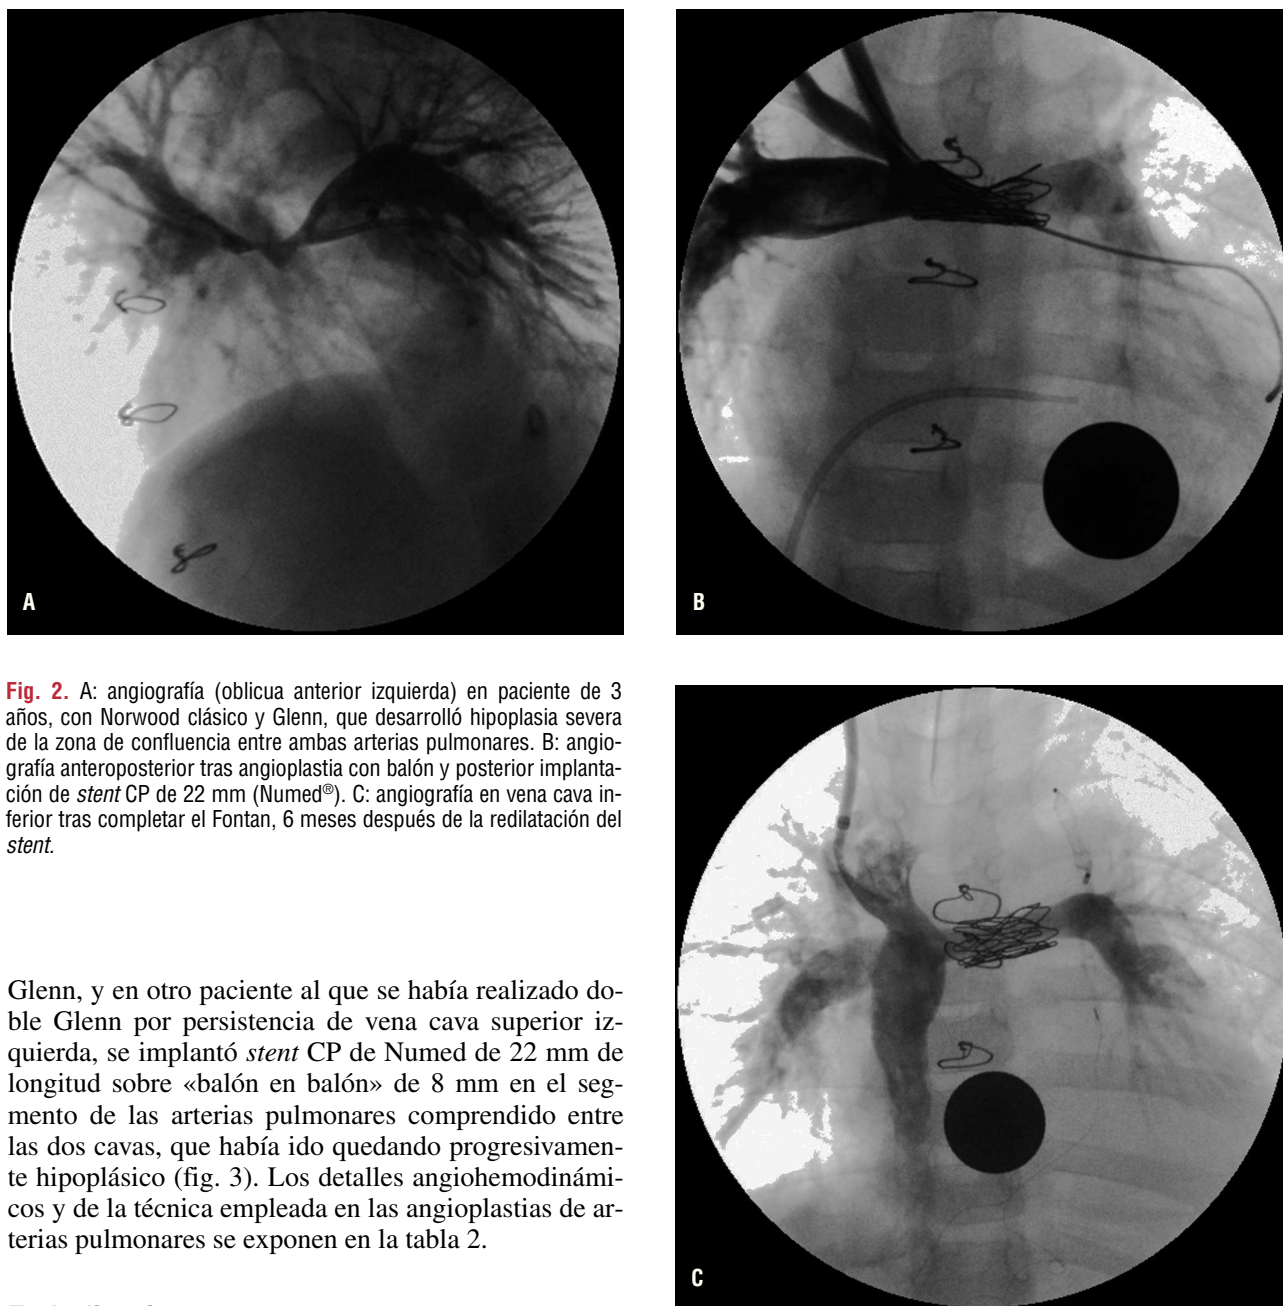 A
B
Fig. 2. A: angiografía (oblicua anterior izquierda) en paciente de 3
años, con Norwood clásico y Glenn, que desarrolló hipoplasia severa
de la zona de confluencia entre ambas arterias pulmonares. B: angio-
grafía anteroposterior tras angioplastia con balón y posterior implanta-
ción de stent CP de 22 mm (Numed®). C: angiografía en vena cava in-
ferior tras completar el Fontan, 6 meses después de la redilatación del
stent.
Glenn, y en otro paciente al que se había realizado do-
ble Glenn por persistencia de vena cava superior iz-
quierda, se implantó stent CP de Numed de 22 mm de
longitud sobre «balón en balón» de 8 mm en el seg-
mento de las arterias pulmonares comprendido entre
las dos cavas, que había ido quedando progresivamen-
te hipoplásico (fig. 3). Los detalles angiohemodinámi-
cos y de la técnica empleada en las angioplastias de ar-
terias pulmonares se exponen en la tabla 2.
C